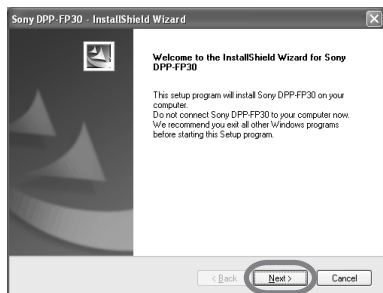 Sony DPP-FP30 - InstallShield Wizard
Welcome to the InstallShield Wizard for Sony
DPP-FP30
This setup program will install Sony DPP-FP30 on your
computer.
Do not connect Sony DPP-FP30 to your computer now.
We recommend you exit all other Windows programs
before starting this Setup program.
< Back Next > Cancel